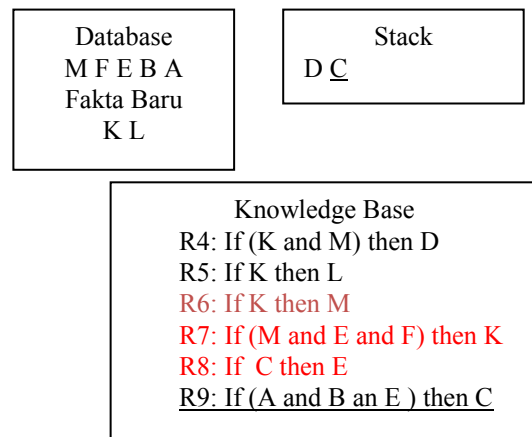 Database
M F E B A
Fakta Baru
K L
Stack
D C
Knowledge Base
R4: If (K and M) then D
R5: If K then L
R6: If K then M
R7: If (M and E and F) then K
R8: If  C then E
R9: If (A and B an E ) then C